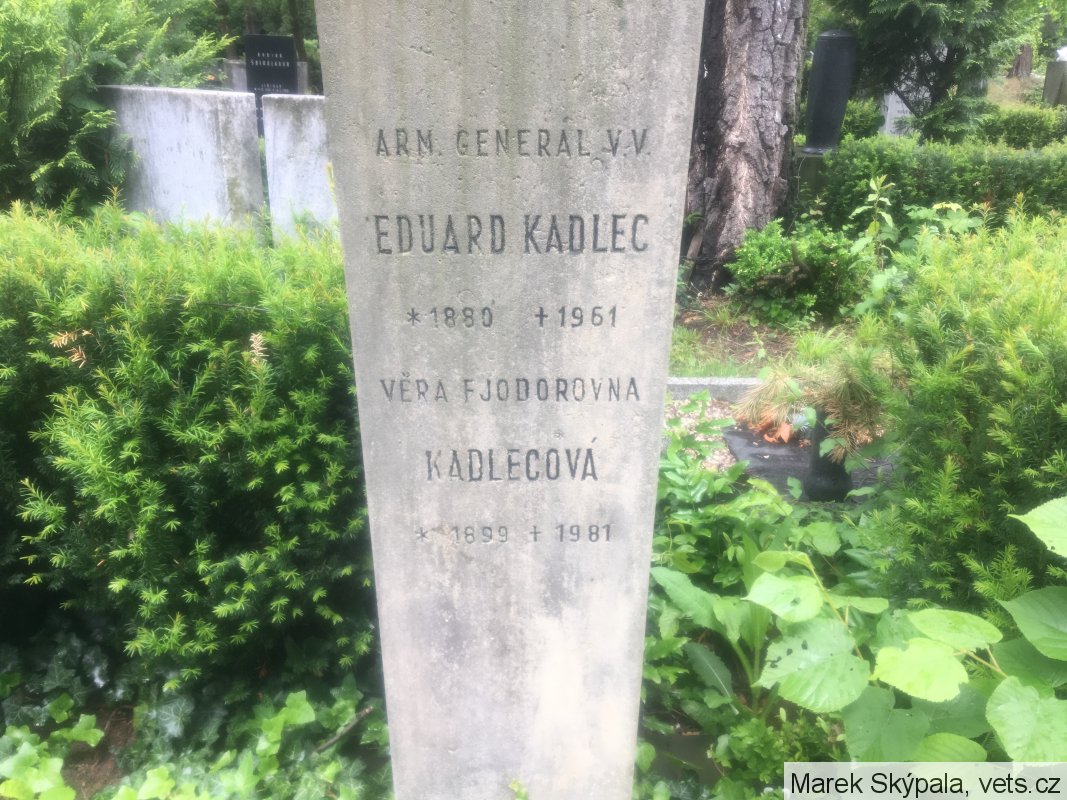 ARM. GENERÁL V.V.
EDUARD KADLEC
*1880 +1961
VĚRA FJODOROVNA
KADLECOVÁ
* 1899 + 1981
Marek Skýpala, vets.cz